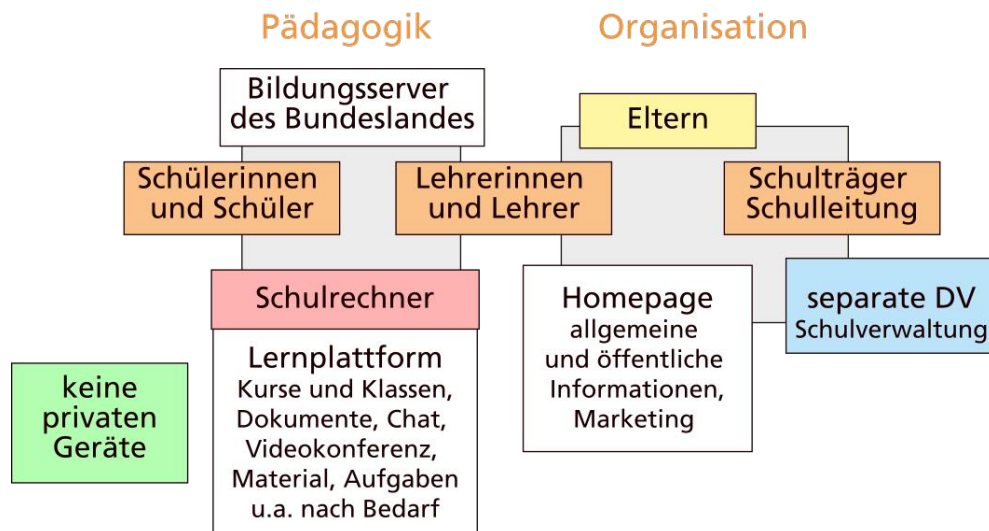 Pädagogik
Organisation
Bildungsserver
des Bundeslandes
Eltern
Schülerinnen
und Schüler
Lehrerinnen
und Lehrer
Schulträger
Schulleitung
Schulrechner
Lernplattform
Kurse und Klassen,
Dokumente, Chat,
Videokonferenz,
Material, Aufgaben
u.a. nach Bedarf
Homepage
allgemeine
und öffentliche
Informationen,
Marketing
separate DV
Schulverwaltung
keine
privaten
Geräte